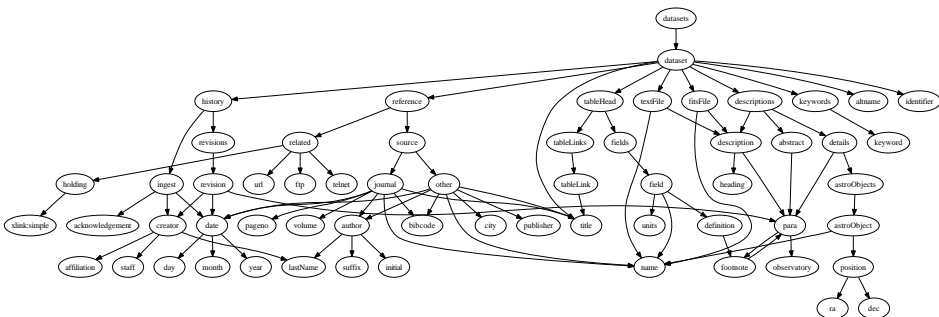 datasets
dataset
history
reference
tableHead
textFile
fitsFile
descriptions
keywords
altname
identifier
revisions
related
source
tableLinks
fields
description
abstract
details
keyword
holding
ingest
revision
url
ftp
telnet
journal
other
tableLink
field
heading
astroObjects
xlink:simple
acknowledgement
creator
date
pageno
volume
author
bibcode
city
publisher
title
units
definition
para
astroObject
affiliation
staff
day
month
year
lastName
suffix
initial
name
footnote
observatory
position
ra
dec